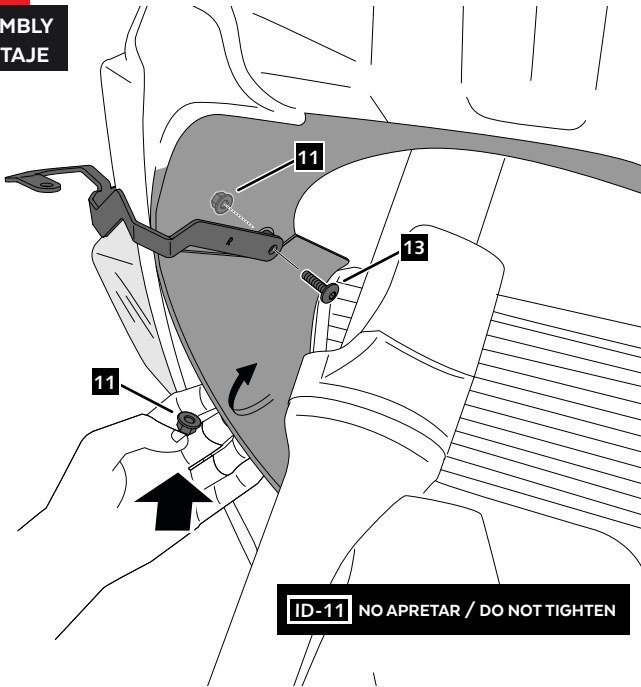 MBLY
TAJE
11
R
13
11
ID-11 NO APRETAR / DO NOT TIGHTEN